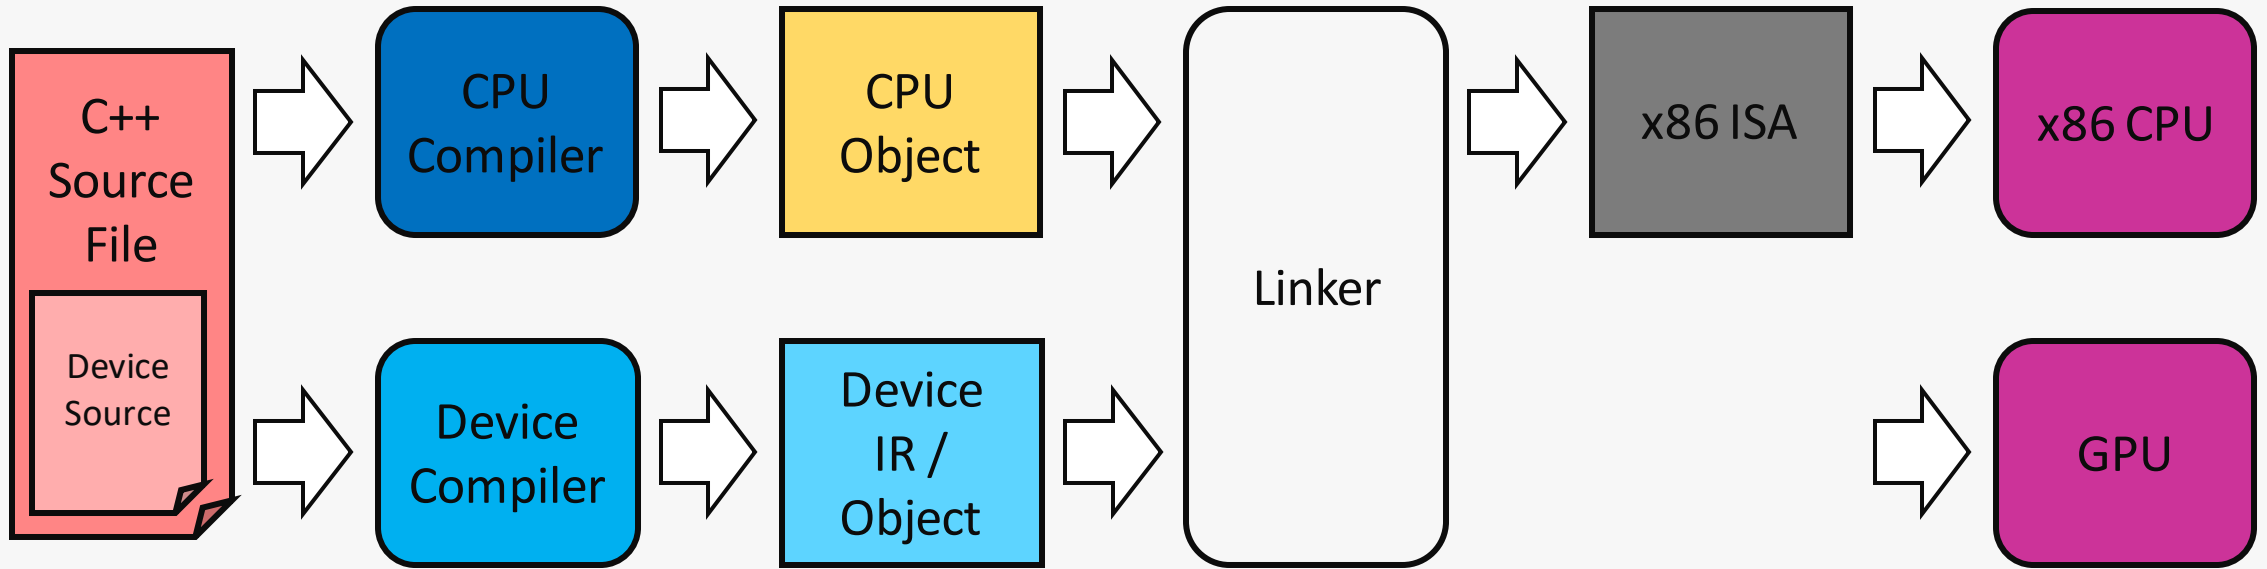 C++
Source
File
Device
Source
CPU
Compiler
Device
Compiler
CPU
Object
Device
IR /
Object
Linker
x86 ISA
x86 CPU
GPU